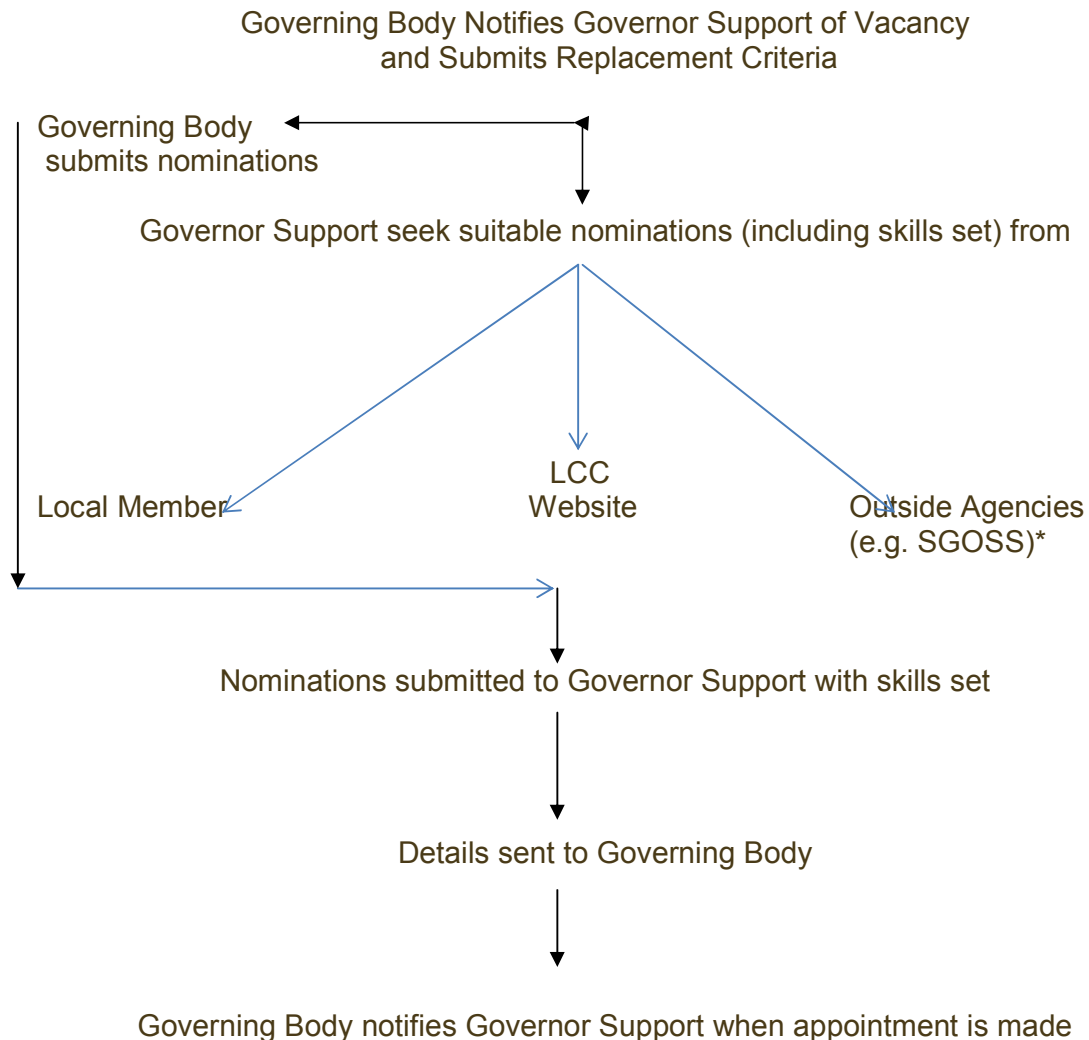 Governing Body Notifies Governor Support of Vacancy
and Submits Replacement Criteria
Governing Body
submits nominations
Governor Support seek suitable nominations (including skills set) from
Local Member
LCC
Website
Outside Agencies
(e.g. SGOSS)*
Nominations submitted to Governor Support with skills set
Details sent to Governing Body
Governing Body notifies Governor Support when appointment is made